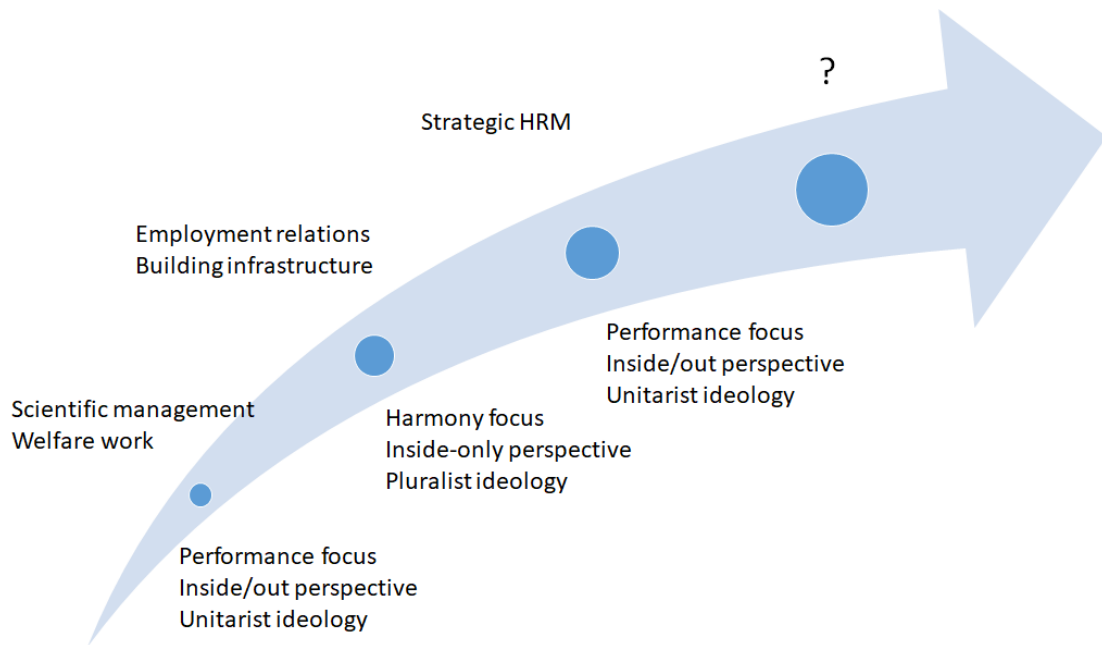 ?
Strategic HRM
Employment relations
Building infrastructure
Performance focus
Inside/out perspective
Unitarist ideology
Scientific management
Welfare work
Harmony focus
Inside-only perspective
Pluralist ideology
Performance focus
Inside/out perspective
Unitarist ideology